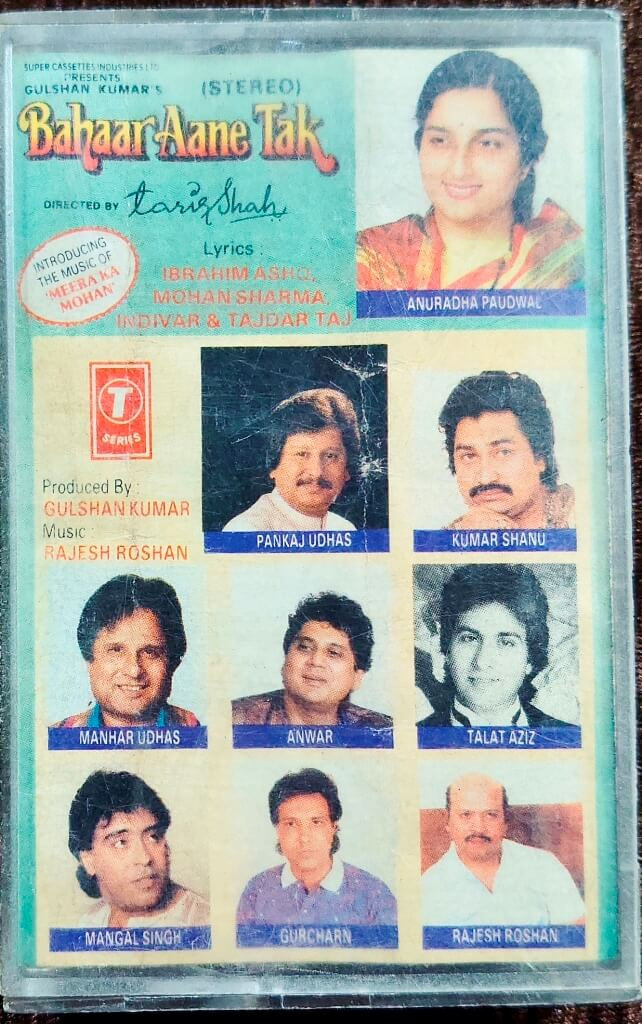 SUPER CASSETTES INDUSTRIES LTD
PRESENTS
GULSHAN KUMAR'S
(STEREO)
Bahaar Aane Tak
DIRECTED BY tariq Shah
Lyrics :
IBRAHIM ASHQ,
MOHAN SHARMA,
INDIVAR & TAJDAR TAJ
INTRODUCING
THE MUSIC OF
'MEERA KA
MOHAN'
ANURADHA PAUDWAL
T
SERIES
Produced By :
GULSHAN KUMAR
Music :
RAJESH ROSHAN
PANKAJ UDHAS
KUMAR SHANU
MANHAR UDHAS
ANWAR
TALAT AZIZ
MANGAL SINGH
GURCHARN
RAJESH ROSHAN